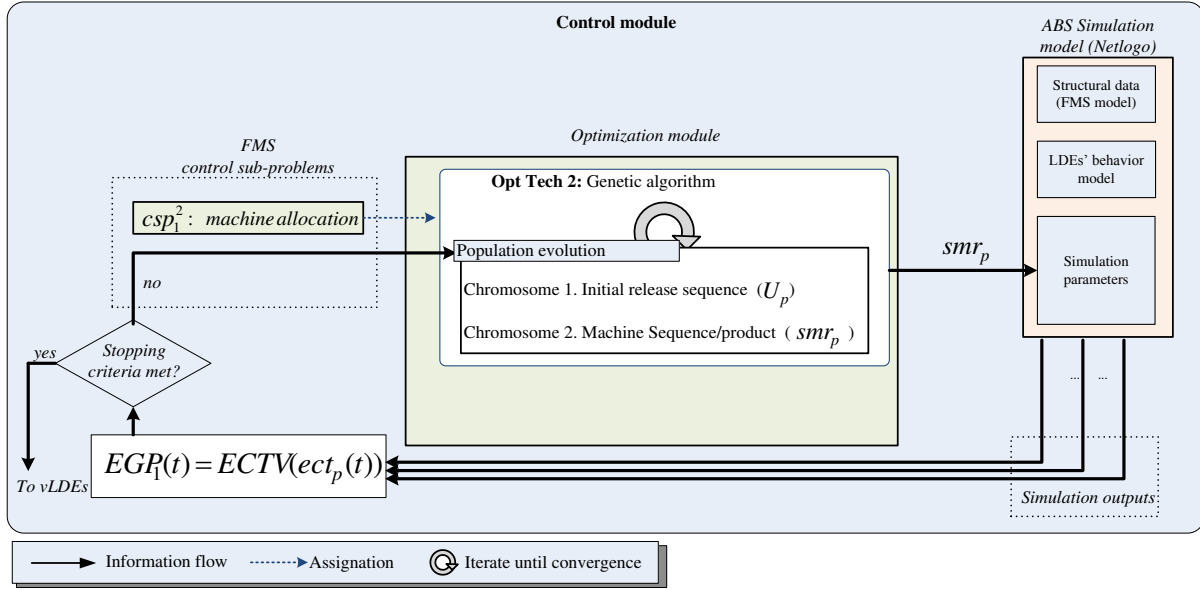 Control module
ABS Simulation
model (Netlogo)
Structural data
(FMS model)
LDEs' behavior
model
Simulation
parameters
Optimization module
FMS
control sub-problems
Opt Tech 2: Genetic algorithm
csp₁²: machine allocation
Population evolution
smrₚ
no
Chromosome 1. Initial release sequence (Uₚ)
Chromosome 2. Machine Sequence/product ( smrₚ )
yes
Stopping
criteria met?
... ...
EGP₁(t) = ECTV(ectₚ(t))
To vLDEs
Simulation outputs
Information flow
Assignation
Iterate until convergence